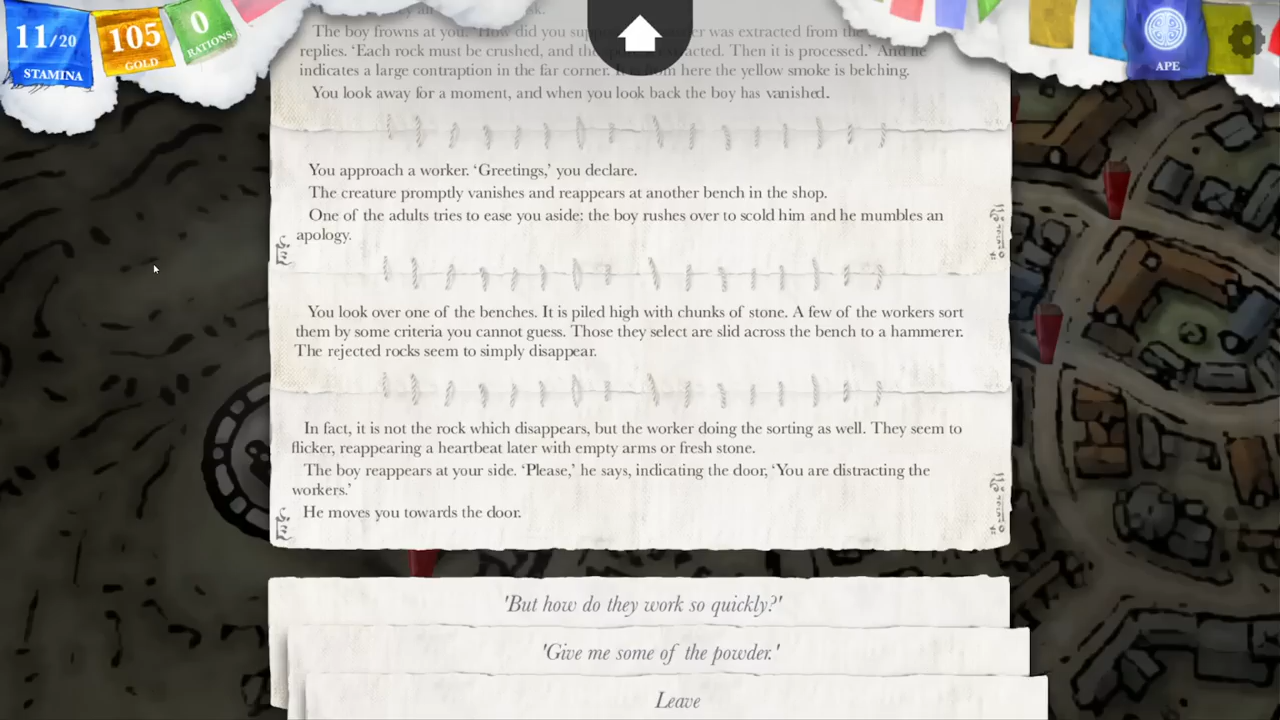 11/20
STAMINA
105
GOLD
0
RATIONS
APE
The boy frowns at you. 'How did you
er was extracted from the
replies. 'Each rock must be crushed, and the
acted. Then it is processed.' And he
indicates a large contraption in the far corner. It is from here the yellow smoke is belching.
You look away for a moment, and when you look back the boy has vanished.
You approach a worker. 'Greetings,' you declare.
The creature promptly vanishes and reappears at another bench in the shop.
One of the adults tries to ease you aside: the boy rushes over to scold him and he mumbles an
apology.
You look over one of the benches. It is piled high with chunks of stone. A few of the workers sort
them by some criteria you cannot guess. Those they select are slid across the bench to a hammerer.
The rejected rocks seem to simply disappear.
In fact, it is not the rock which disappears, but the worker doing the sorting as well. They seem to
flicker, reappearing a heartbeat later with empty arms or fresh stone.
The boy reappears at your side. 'Please,' he says, indicating the door, 'You are distracting the
workers.'
He moves you towards the door.
'But how do they work so quickly?'
'Give me some of the powder.'
Leave